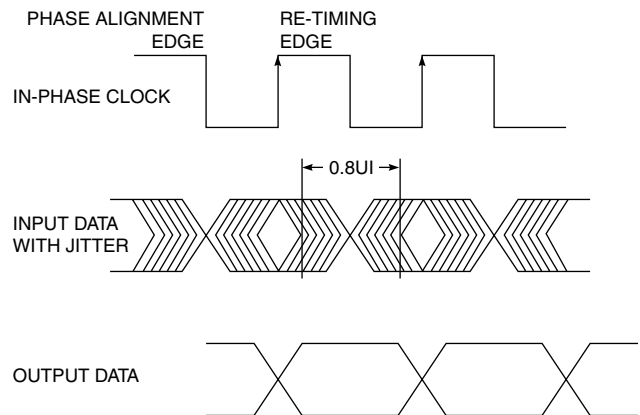 PHASE ALIGNMENT
EDGE
RE-TIMING
EDGE
IN-PHASE CLOCK
0.8UI
INPUT DATA
WITH JITTER
OUTPUT DATA